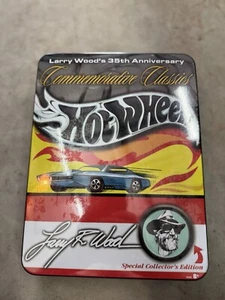 Larry Wood's 35th Anniversary
Commemorative Classics
HOT WHEELS
Larry R Wood
Special Collector's Edition